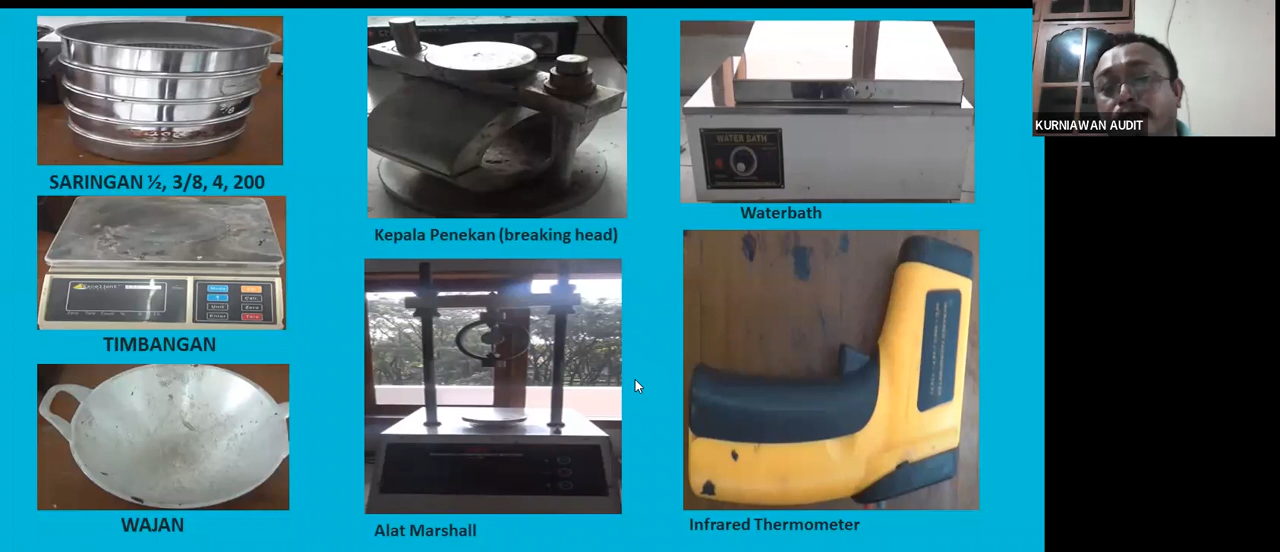 SARINGAN ½, 3/8, 4, 200
TIMBANGAN
WAJAN
Kepala Penekan (breaking head)
Alat Marshall
WATER BATH
Waterbath
Infrared Thermometer
KURNIAWAN AUDIT